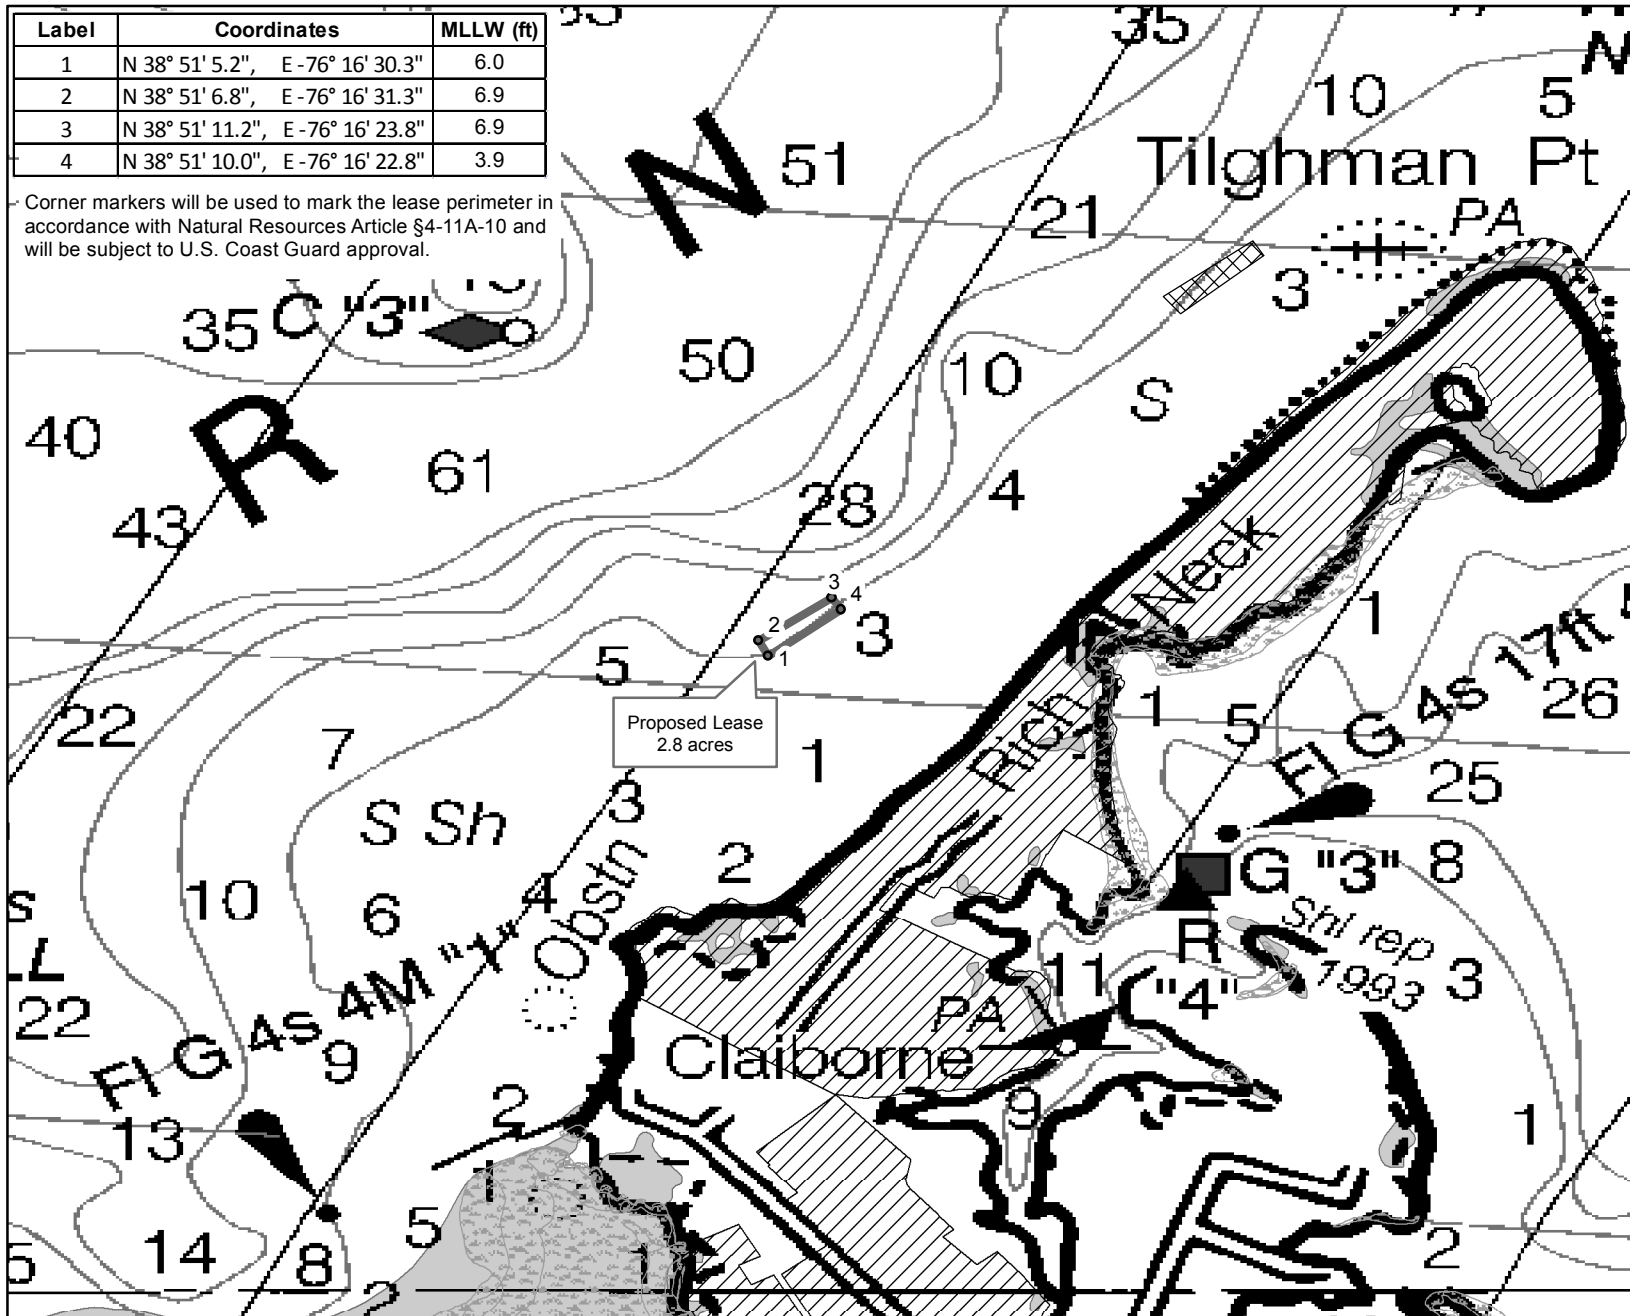 Label Coordinates MLLW (ft)
1 N 38° 51' 5.2", E -76° 16' 30.3" 6.0
2 N 38° 51' 6.8", E -76° 16' 31.3" 6.9
3 N 38° 51' 11.2", E -76° 16' 23.8" 6.9
4 N 38° 51' 10.0", E -76° 16' 22.8" 3.9
Corner markers will be used to mark the lease perimeter in
accordance with Natural Resources Article §4-11A-10 and
will be subject to U.S. Coast Guard approval.
35
10
5
N
N
51
Tilghman Pt
21
PA
3
35
C "3"
50
10
S
40
R
61
43
28
4
Neck
3
4
2
1
3
1
5
Proposed Lease
2.8 acres
22
7
1
Rich
1
5
Fl G 4s 17ft
26
25
S Sh
3
2
Obstn
4
10
6
G "3"
8
Shl rep
1993
R
"4"
3
11
PA
22
Fl G 4s 4M "1"
9
Claiborne
9
2
13
1
5
14
8
5
2
1
2